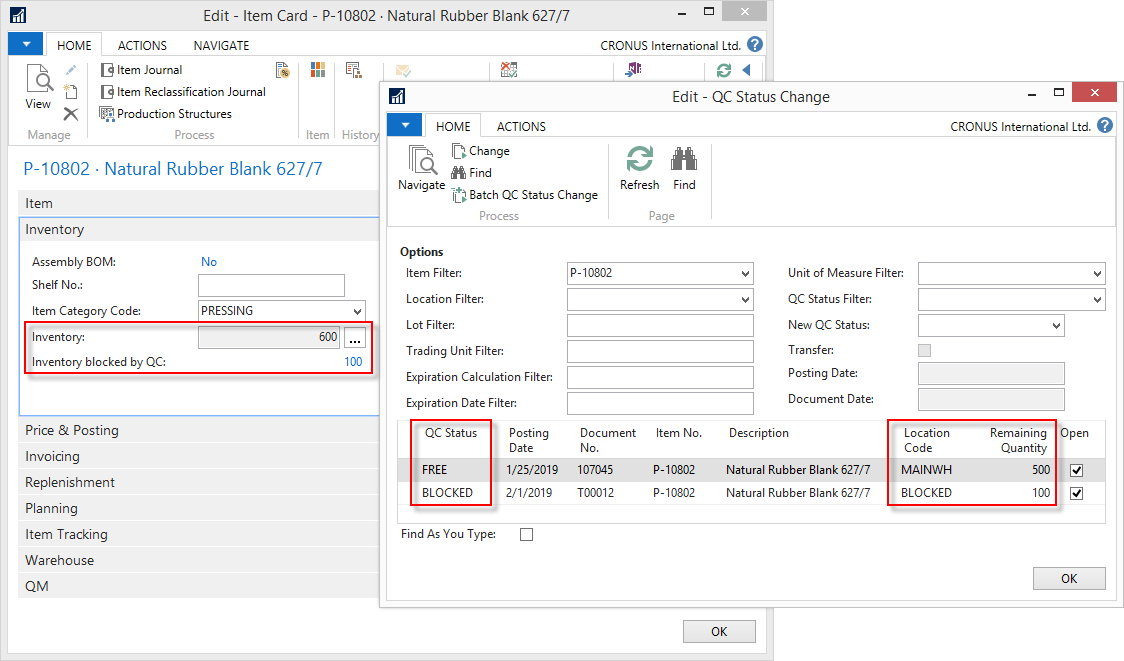 Edit - Item Card - P-10802 · Natural Rubber Blank 627/7
HOME ACTIONS NAVIGATE
CRONUS International Ltd.
View
Manage
Item Journal
Item Reclassification Journal
Production Structures
Process
Item
History
P-10802 · Natural Rubber Blank 627/7
Item
Inventory
Assembly BOM: No
Shelf No.:
Item Category Code: PRESSING
Inventory: 600 ...
Inventory blocked by QC: 100
Price & Posting
Invoicing
Replenishment
Planning
Item Tracking
Warehouse
QM
OK
Edit - QC Status Change
HOME ACTIONS
CRONUS International Ltd.
Navigate
Change
Find
Batch QC Status Change
Process
Refresh
Find
Page
Options
Item Filter: P-10802
Location Filter:
Lot Filter:
Trading Unit Filter:
Expiration Calculation Filter:
Expiration Date Filter:
Unit of Measure Filter:
QC Status Filter:
New QC Status:
Transfer:
Posting Date:
Document Date:
QC Status Posting Document Item No. Description Location Remaining Open
Date No. Code Quantity
FREE 1/25/2019 107045 P-10802 Natural Rubber Blank 627/7 MAINWH 500
BLOCKED 2/1/2019 T00012 P-10802 Natural Rubber Blank 627/7 BLOCKED 100
Find As You Type:
OK